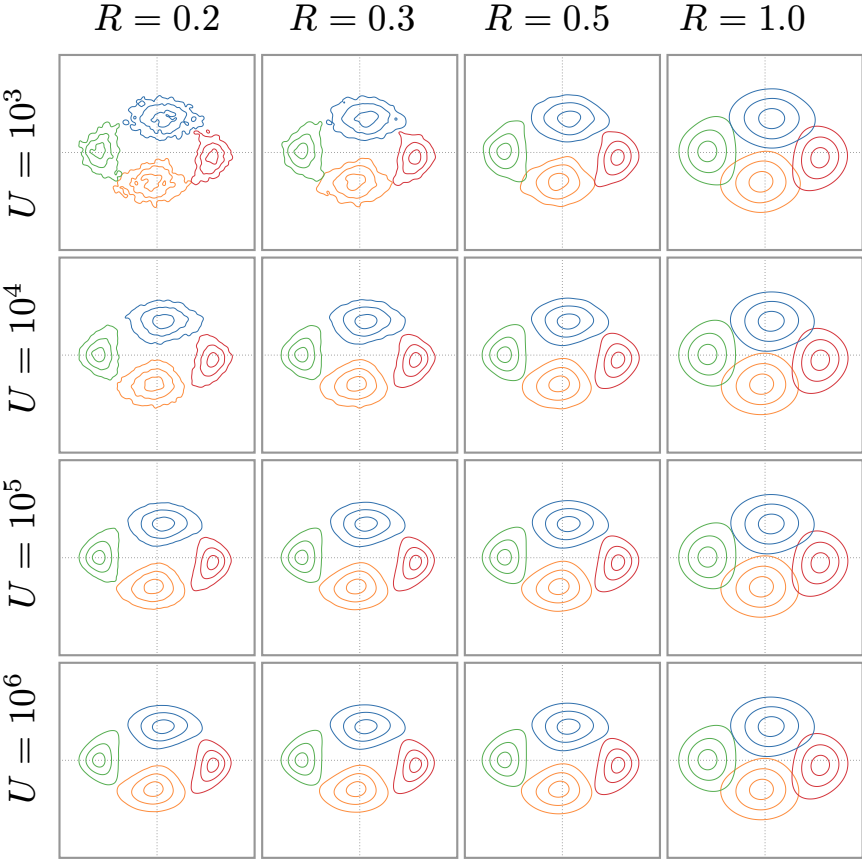 R = 0.2
R = 0.3
R = 0.5
R = 1.0
U = 10³
U = 10⁴
U = 10⁵
U = 10⁶